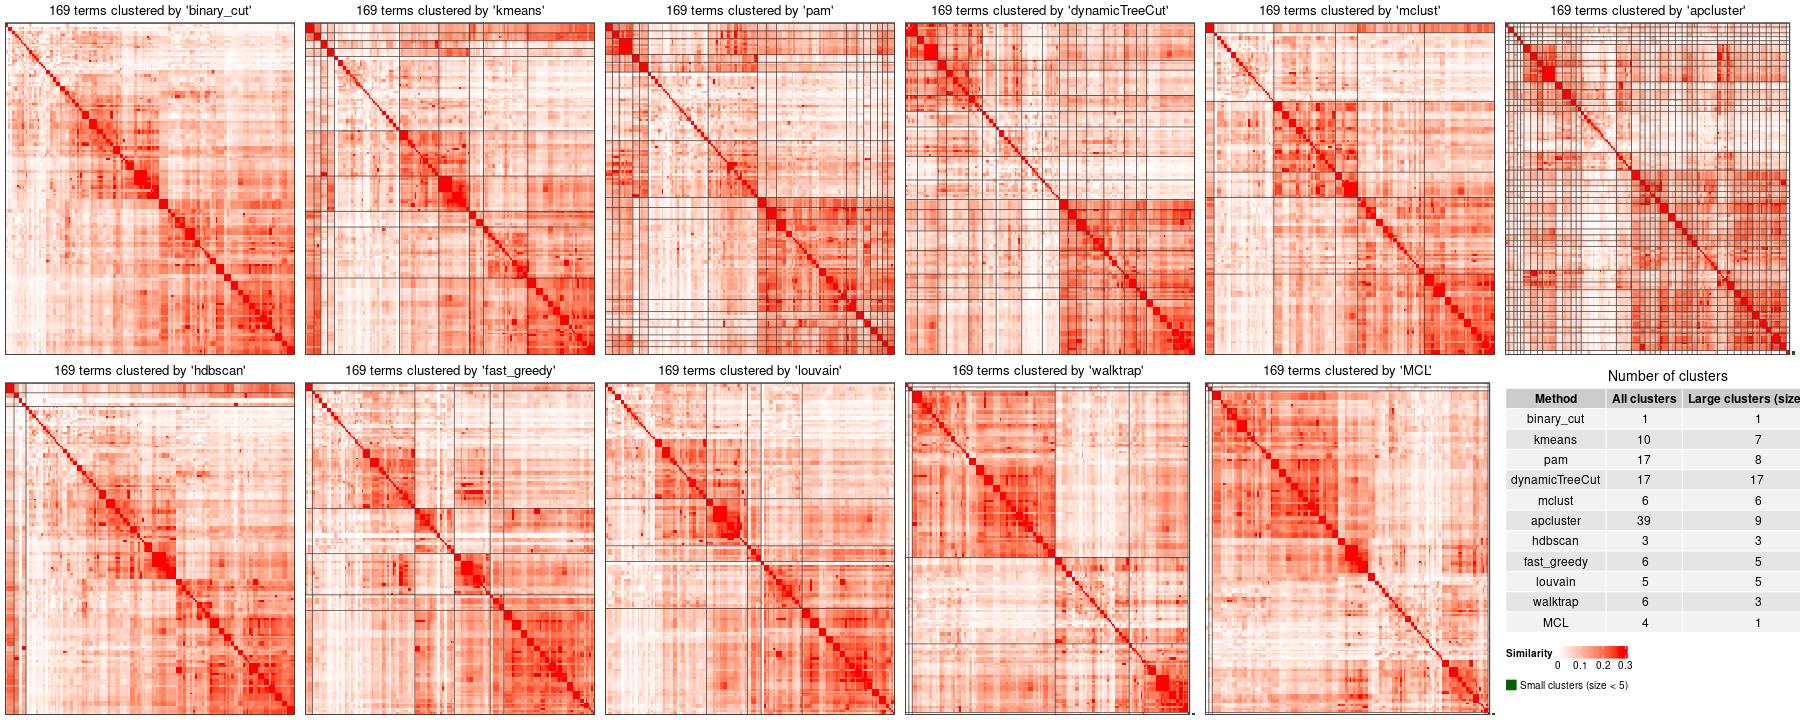 169 terms clustered by 'binary_cut'
169 terms clustered by 'kmeans'
169 terms clustered by 'pam'
169 terms clustered by 'dynamicTreeCut'
169 terms clustered by 'mclust'
169 terms clustered by 'apcluster'
169 terms clustered by 'hdbscan'
169 terms clustered by 'fast_greedy'
169 terms clustered by 'louvain'
169 terms clustered by 'walktrap'
169 terms clustered by 'MCL'
Number of clusters
Method All clusters Large clusters (size
binary_cut 1 1
kmeans 10 7
pam 17 8
dynamicTreeCut 17 17
mclust 6 6
apcluster 39 9
hdbscan 3 3
fast_greedy 6 5
louvain 5 5
walktrap 6 3
MCL 4 1
Similarity
0 0.1 0.2 0.3
Small clusters (size < 5)